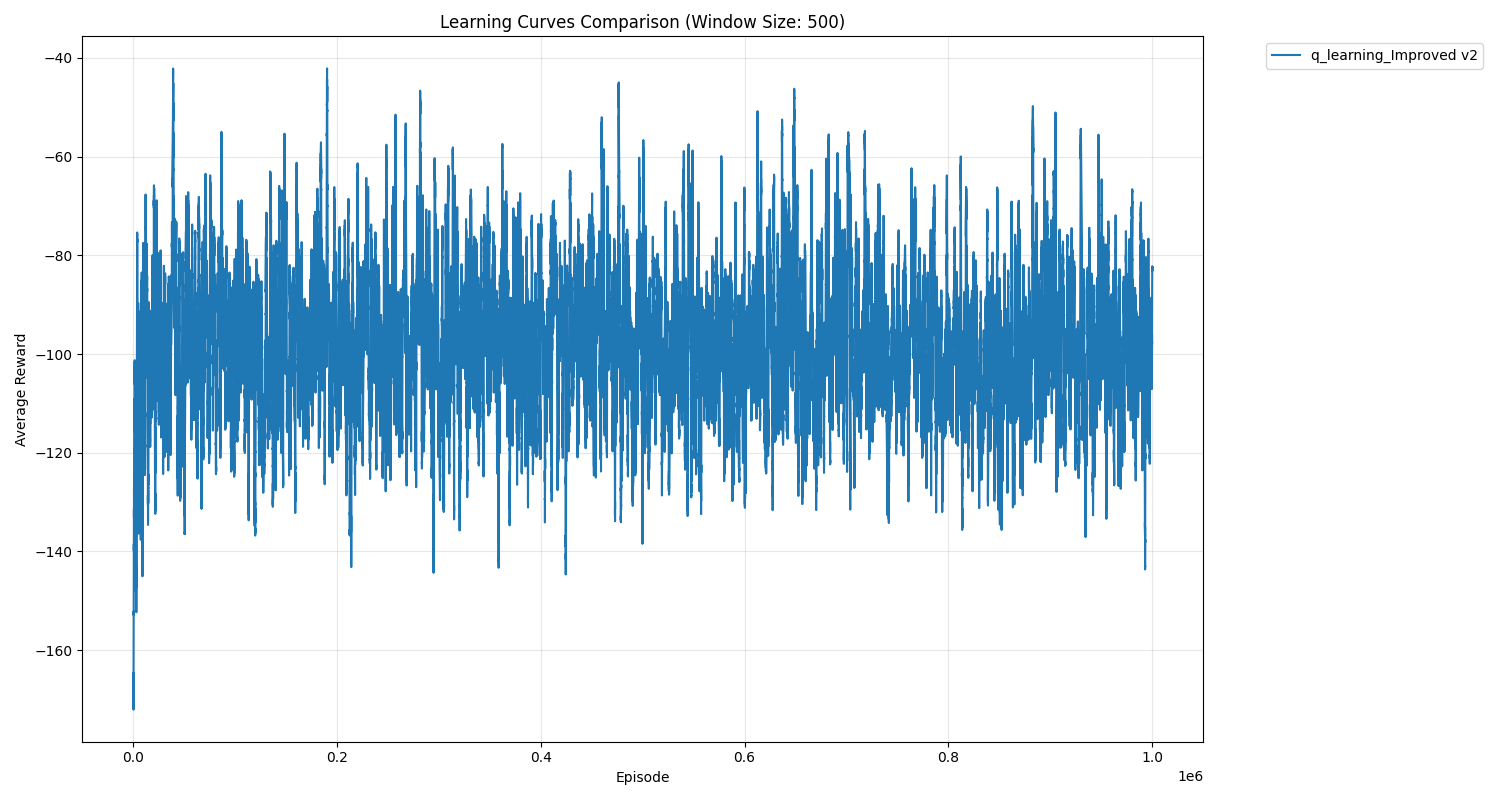 Learning Curves Comparison (Window Size: 500)
q_learning_Improved v2
Average Reward
−40
−60
−80
−100
−120
−140
−160
0.0 0.2 0.4 0.6 0.8 1.0
1e6
Episode